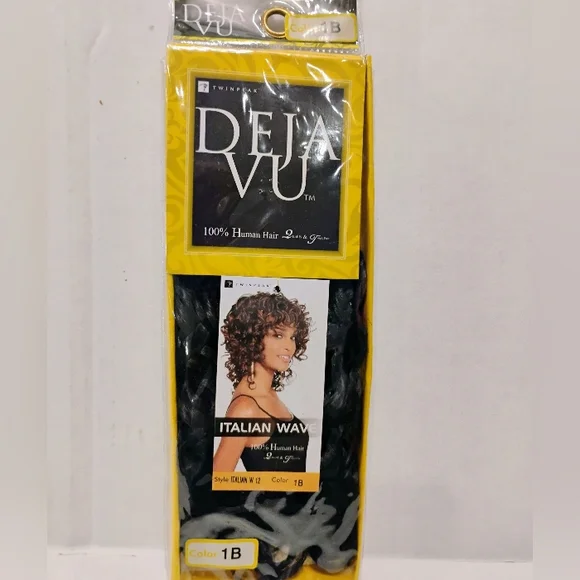 DEJA
VU
Color 1B
TWINPEAK
DEJA
VU TM
100% Human Hair
TWINPEAK
ITALIAN WAVE
100% Human Hair
Style: ITALIAN W 12 Color: 1B
Color 1B